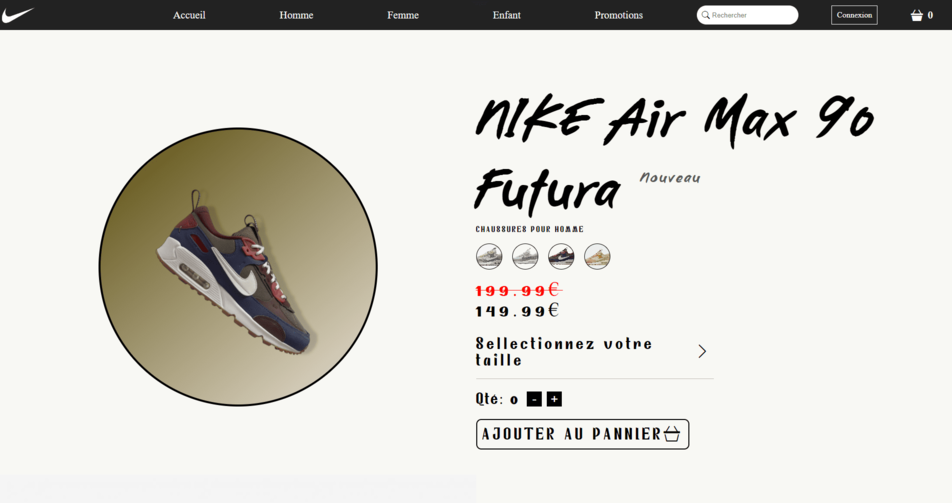 Accueil
Homme
Femme
Enfant
Promotions
Rechercher
Connexion
0
NIKE Air Max 90
Futura Nouveau
CHAUSSURES POUR HOMME
199.99€
149.99€
Sellectionnez votre
taille
Qté: 0 - +
AJOUTER AU PANNIER